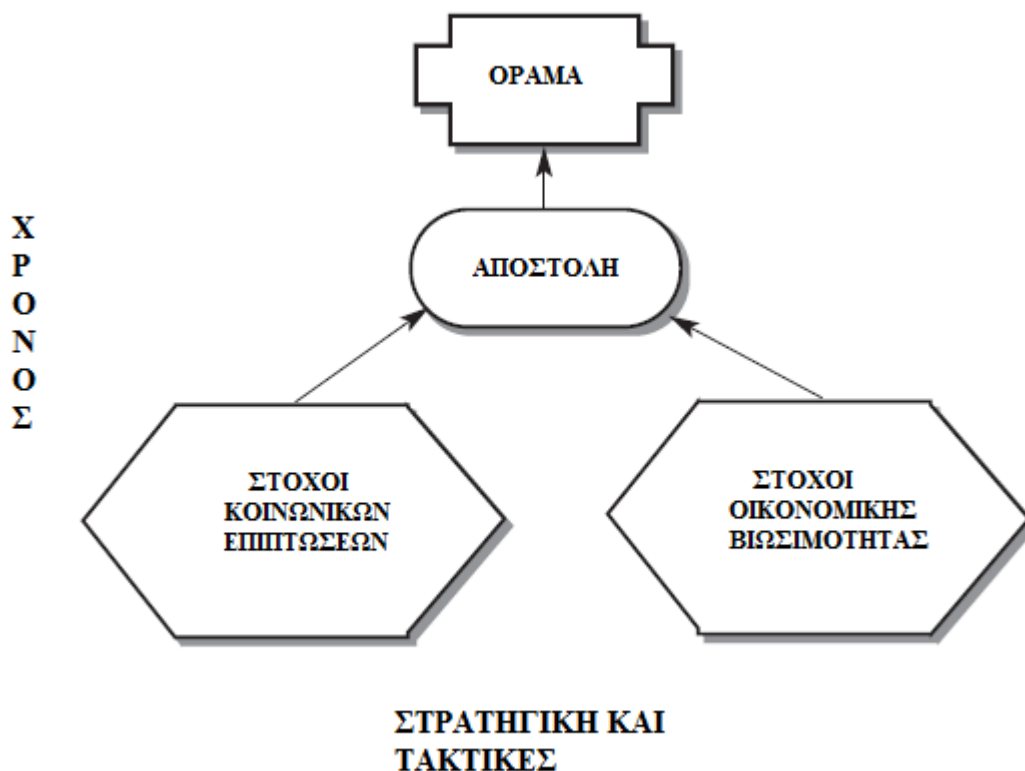 ΟΡΑΜΑ
ΑΠΟΣΤΟΛΗ
Χ
Ρ
Ο
Ν
Ο
Σ
ΣΤΟΧΟΙ
ΚΟΙΝΩΝΙΚΩΝ
ΕΠΙΠΤΩΣΕΩΝ
ΣΤΟΧΟΙ
ΟΙΚΟΝΟΜΙΚΗΣ
ΒΙΩΣΙΜΟΤΗΤΑΣ
ΣΤΡΑΤΗΓΙΚΗ ΚΑΙ
ΤΑΚΤΙΚΕΣ